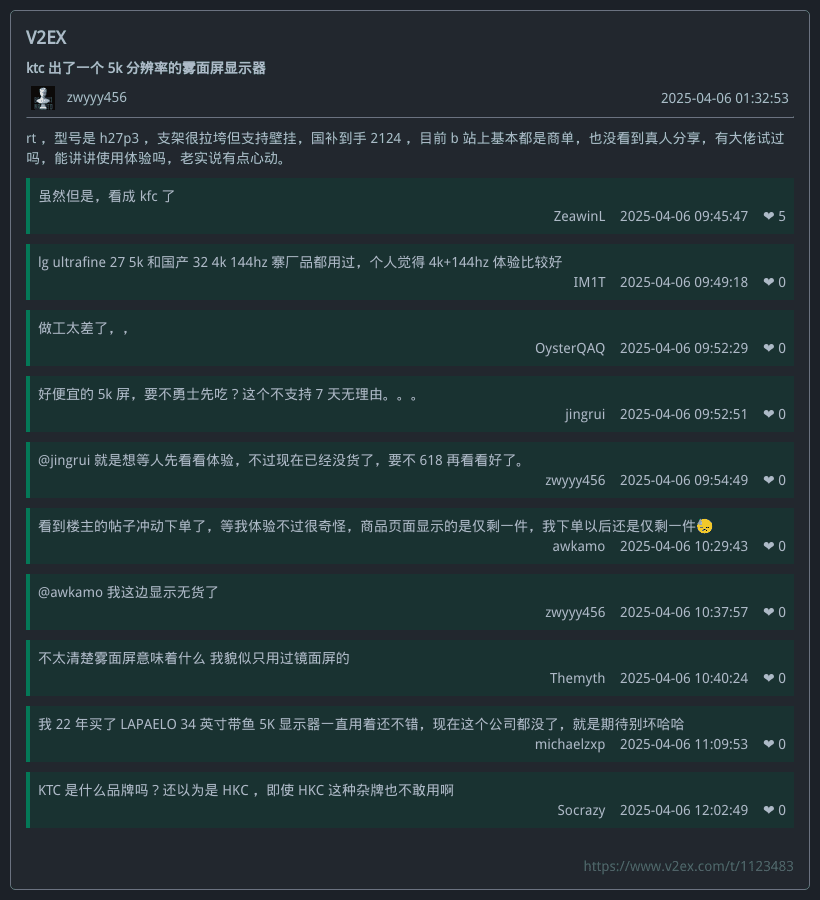 V2EX
ktc 出了一个 5k 分辨率的雾面屏显示器
zwyyy456 2025-04-06 01:32:53
rt ，型号是 h27p3 ，支架很拉垮但支持壁挂，国补到手 2124 ，目前 b 站上基本都是商单，也没看到真人分享，有大佬试过
吗，能讲讲使用体验吗，老实说有点心动。
虽然但是，看成 kfc 了
ZeawinL 2025-04-06 09:45:47 ❤ 5
lg ultrafine 27 5k 和国产 32 4k 144hz 寨厂品都用过，个人觉得 4k+144hz 体验比较好
IM1T 2025-04-06 09:49:18 ❤ 0
做工太差了，，
OysterQAQ 2025-04-06 09:52:29 ❤ 0
好便宜的 5k 屏，要不勇士先吃？这个不支持 7 天无理由。。。
jingrui 2025-04-06 09:52:51 ❤ 0
@jingrui 就是想等人先看看体验，不过现在已经没货了，要不 618 再看看好了。
zwyyy456 2025-04-06 09:54:49 ❤ 0
看到楼主的帖子冲动下单了，等我体验不过很奇怪，商品页面显示的是仅剩一件，我下单以后还是仅剩一件😓
awkamo 2025-04-06 10:29:43 ❤ 0
@awkamo 我这边显示无货了
zwyyy456 2025-04-06 10:37:57 ❤ 0
不太清楚雾面屏意味着什么 我貌似只用过镜面屏的
Themyth 2025-04-06 10:40:24 ❤ 0
我 22 年买了 LAPAELO 34 英寸带鱼 5K 显示器一直用着还不错，现在这个公司都没了，就是期待别坏哈哈
michaelzxp 2025-04-06 11:09:53 ❤ 0
KTC 是什么品牌吗？还以为是 HKC ，即使 HKC 这种杂牌也不敢用啊
Socrazy 2025-04-06 12:02:49 ❤ 0
https://www.v2ex.com/t/1123483